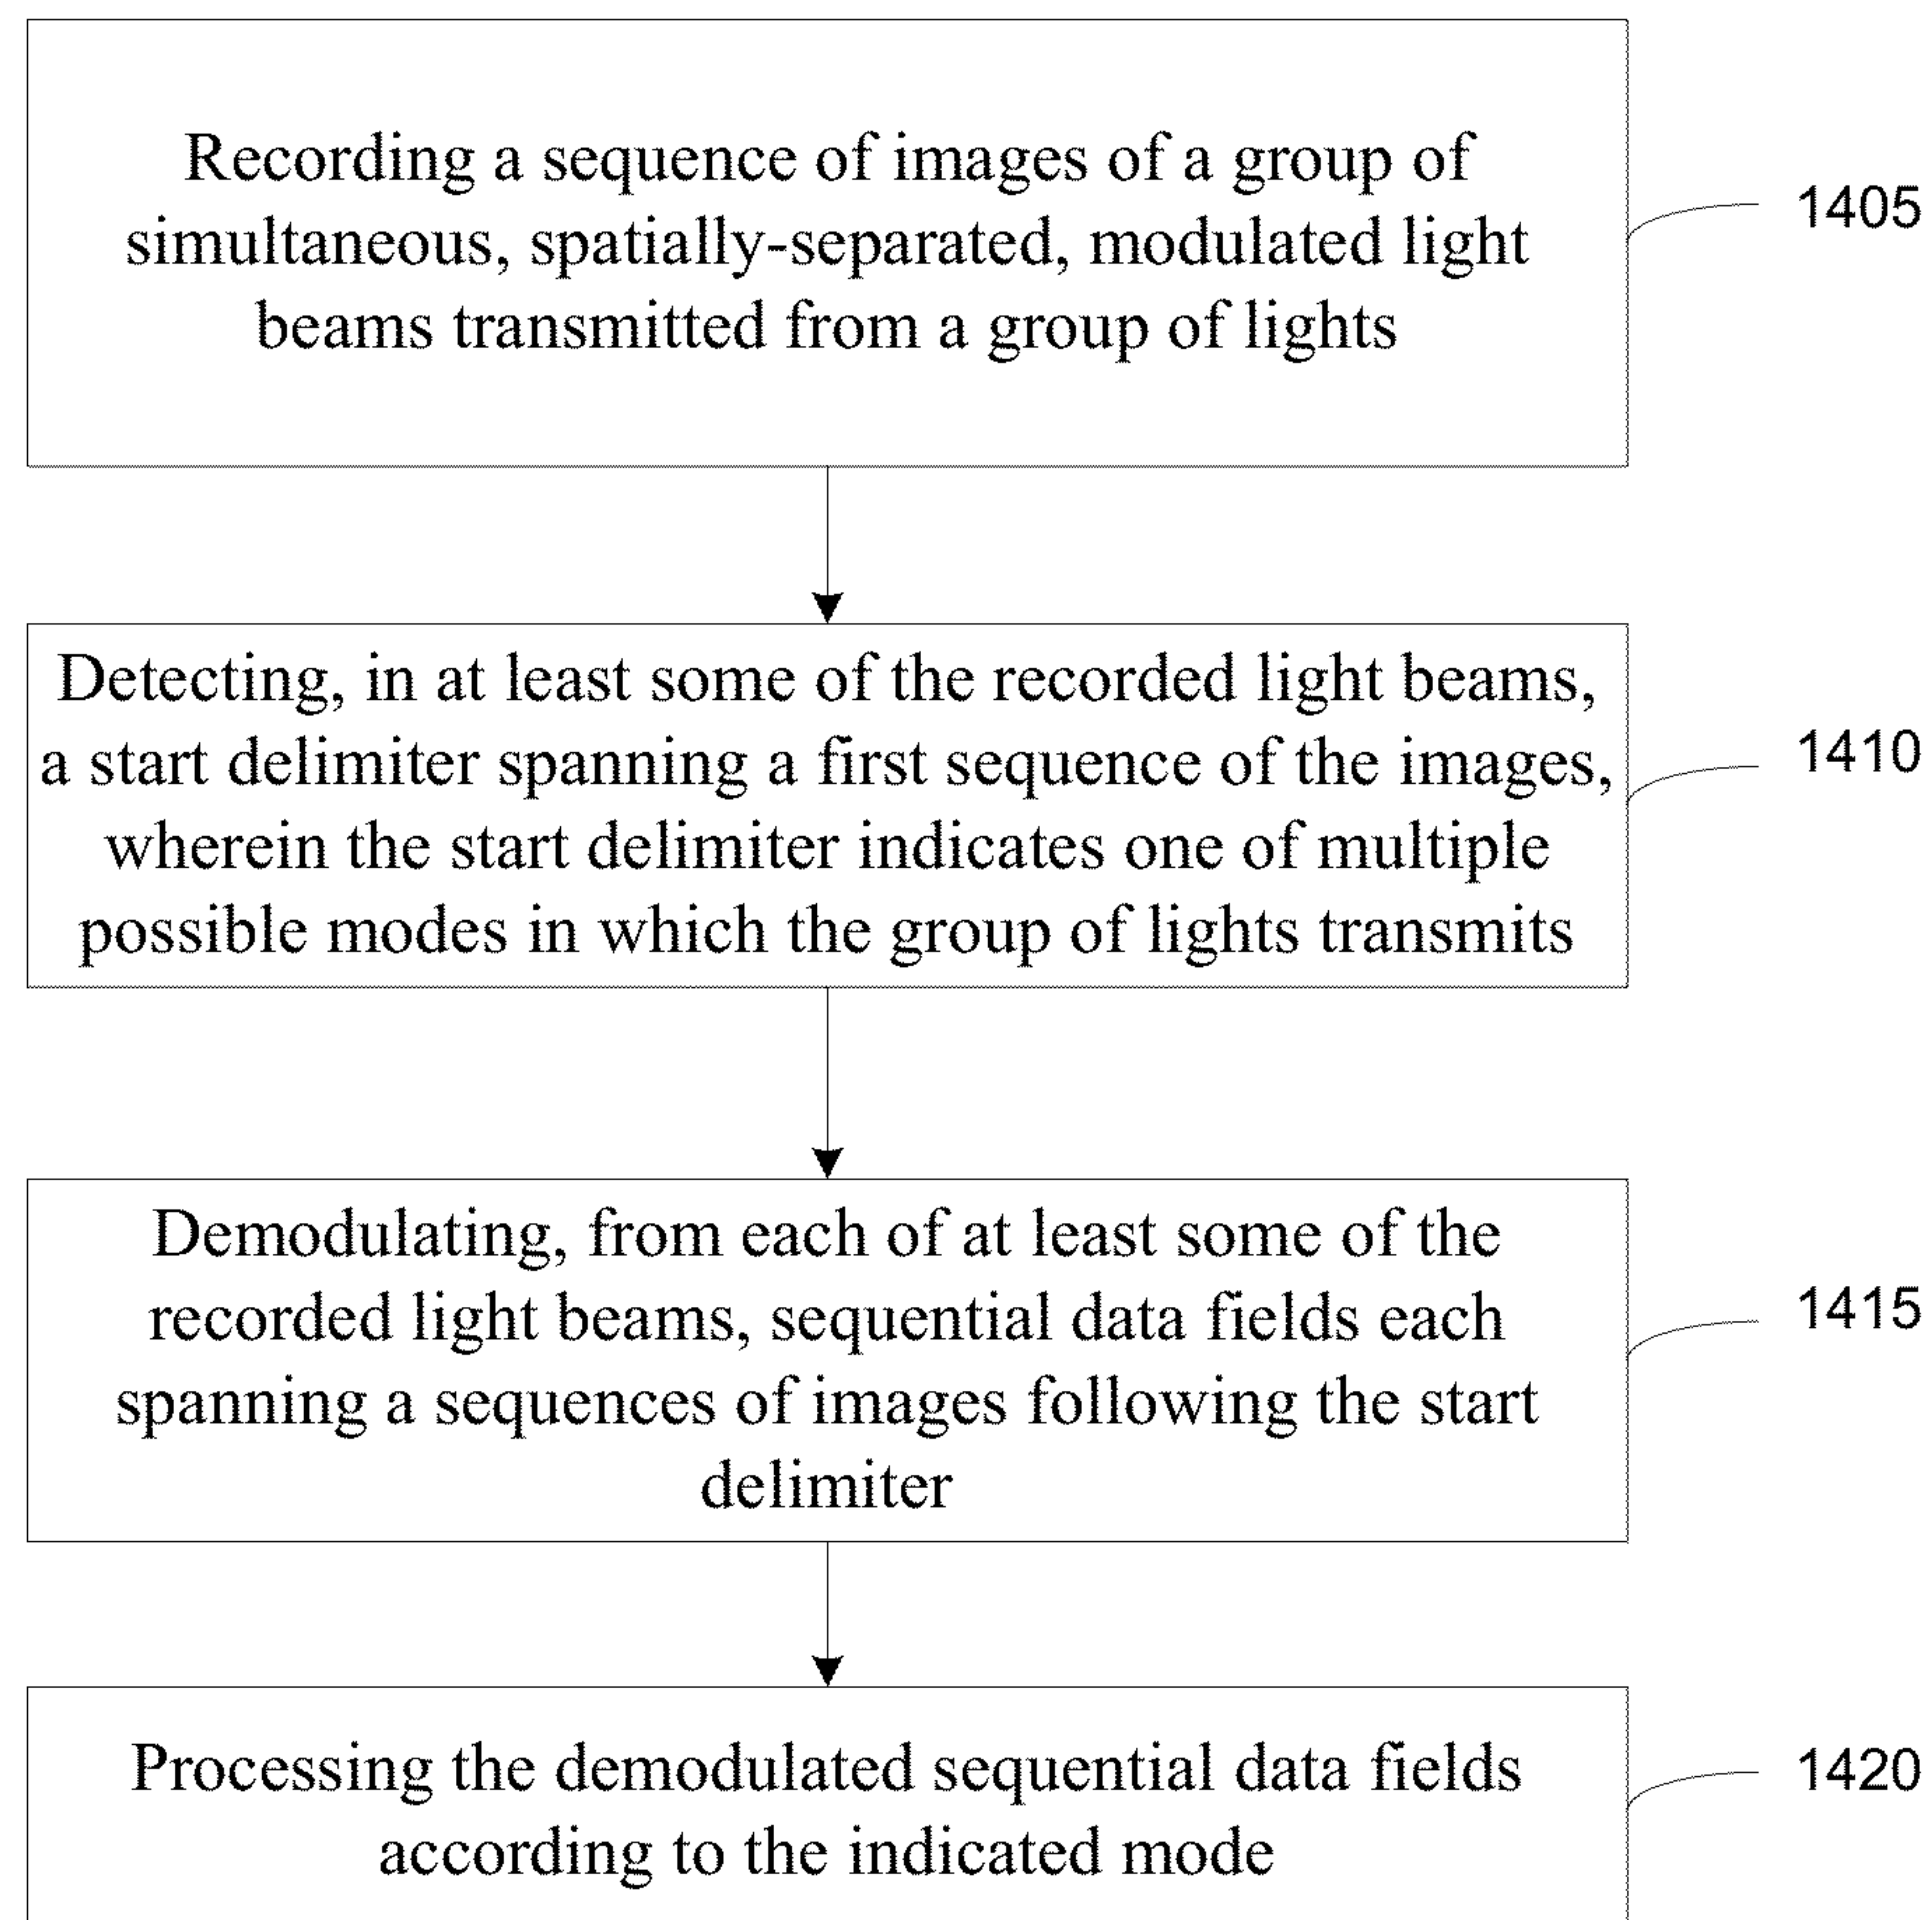 Recording a sequence of images of a group of
simultaneous, spatially-separated, modulated light
beams transmitted from a group of lights
1405
Detecting, in at least some of the recorded light beams,
a start delimiter spanning a first sequence of the images,
wherein the start delimiter indicates one of multiple
possible modes in which the group of lights transmits
1410
Demodulating, from each of at least some of the
recorded light beams, sequential data fields each
spanning a sequences of images following the start
delimiter
1415
Processing the demodulated sequential data fields
according to the indicated mode
1420